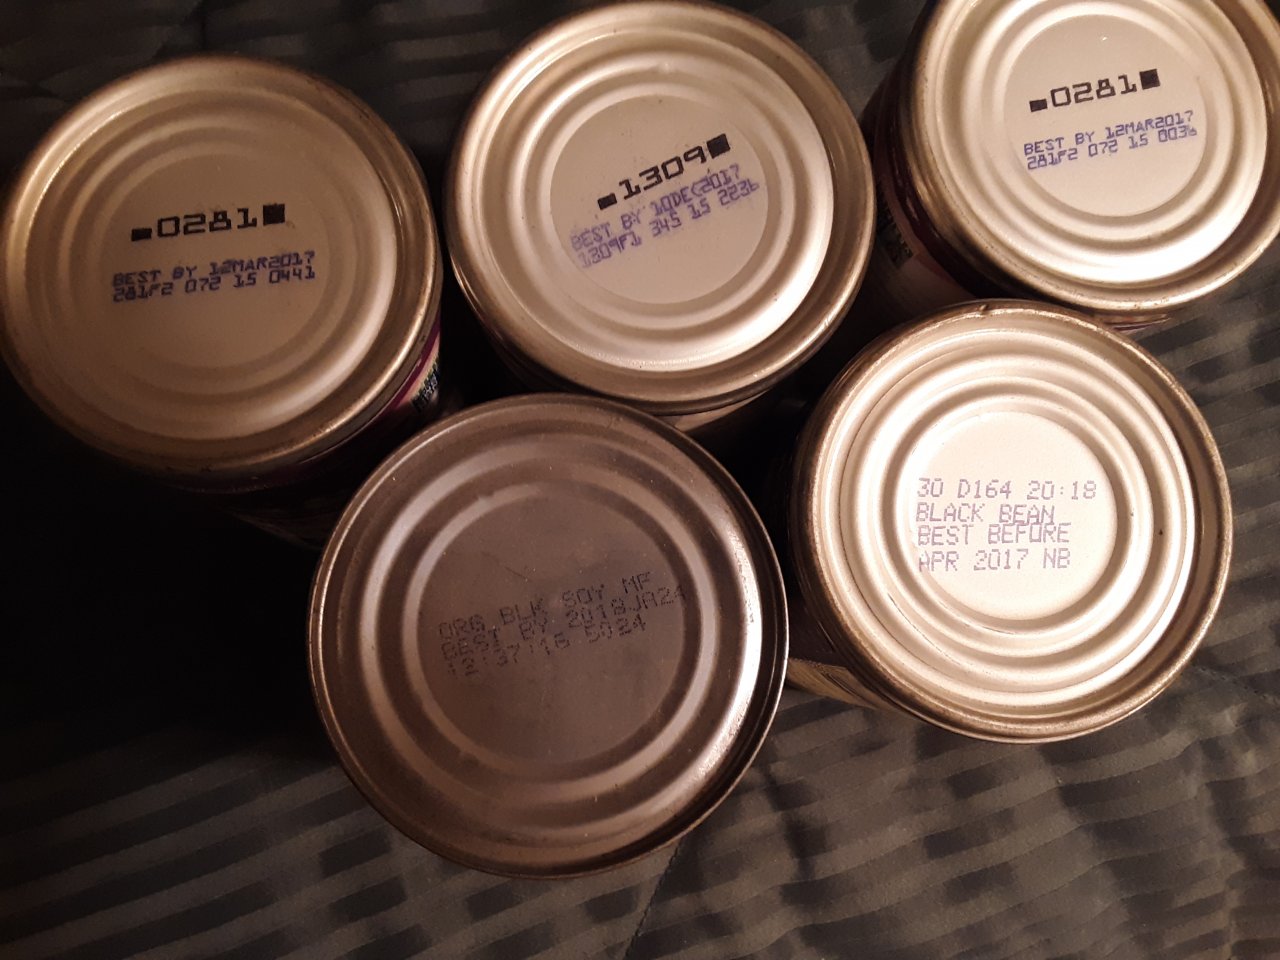 0281
BEST BY 12MAR2017
281F2 072 15 0441
1309
BEST BY 10DEC2017
1309F1 345 15 2236
0281
BEST BY 12MAR2017
281F2 072 15 0036
ORG BLK SOY MF
BEST BY 2018JA24
5024
30 D164 20:18
BLACK BEAN
BEST BEFORE
APR 2017 NB